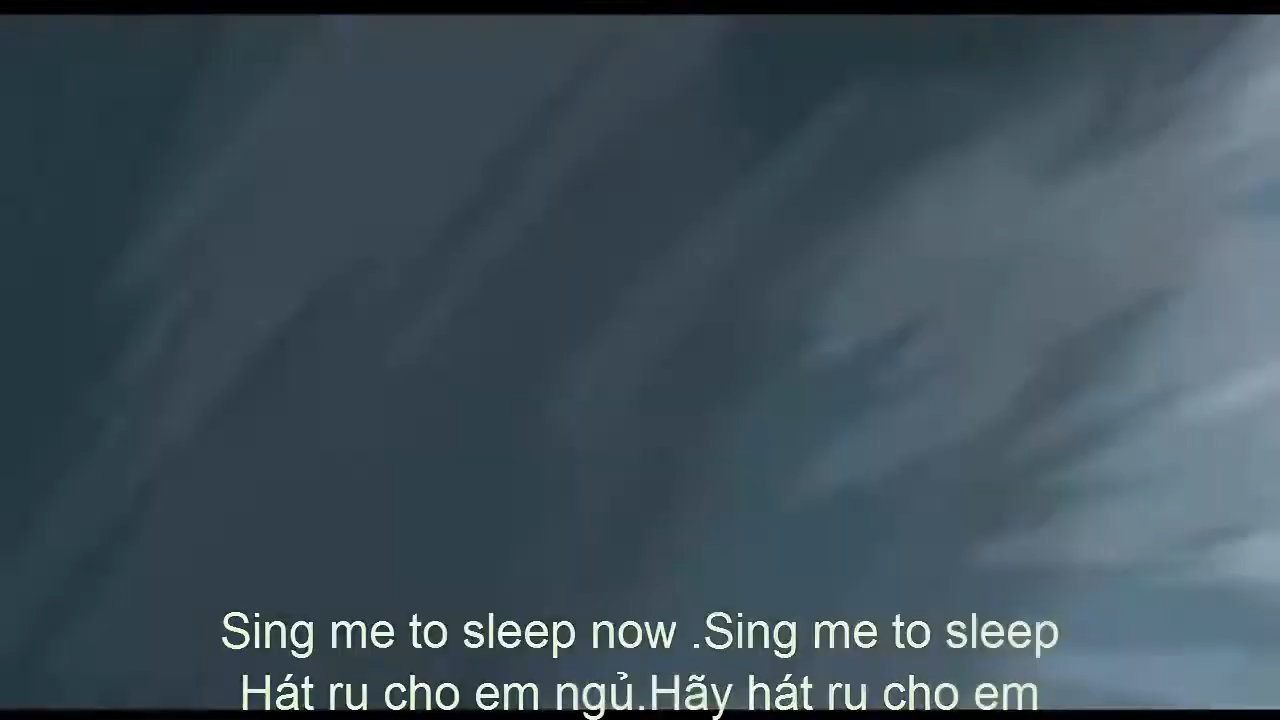 Sing me to sleep now .Sing me to sleep
Hát ru cho em ngủ.Hãy hát ru cho em